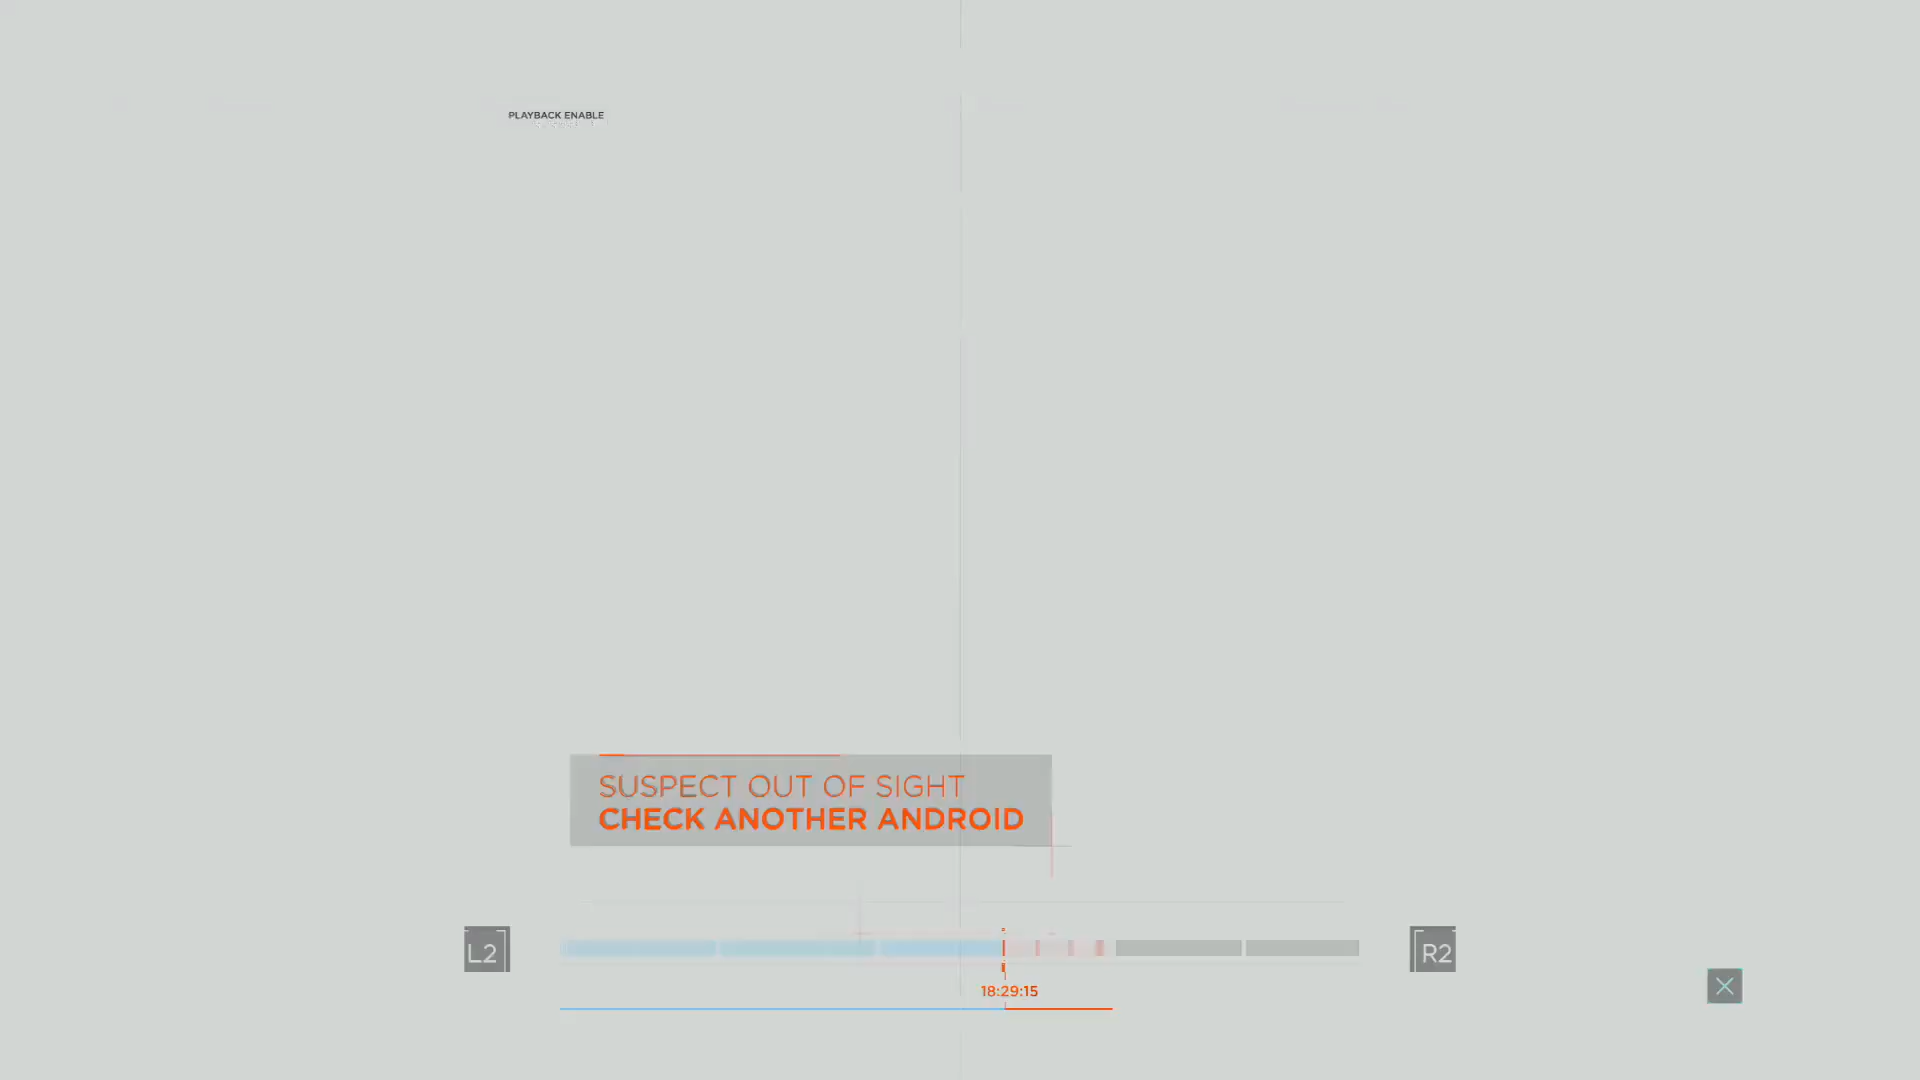 PLAYBACK ENABLE
SUSPECT OUT OF SIGHT
CHECK ANOTHER ANDROID
L2
R2
18:29:15